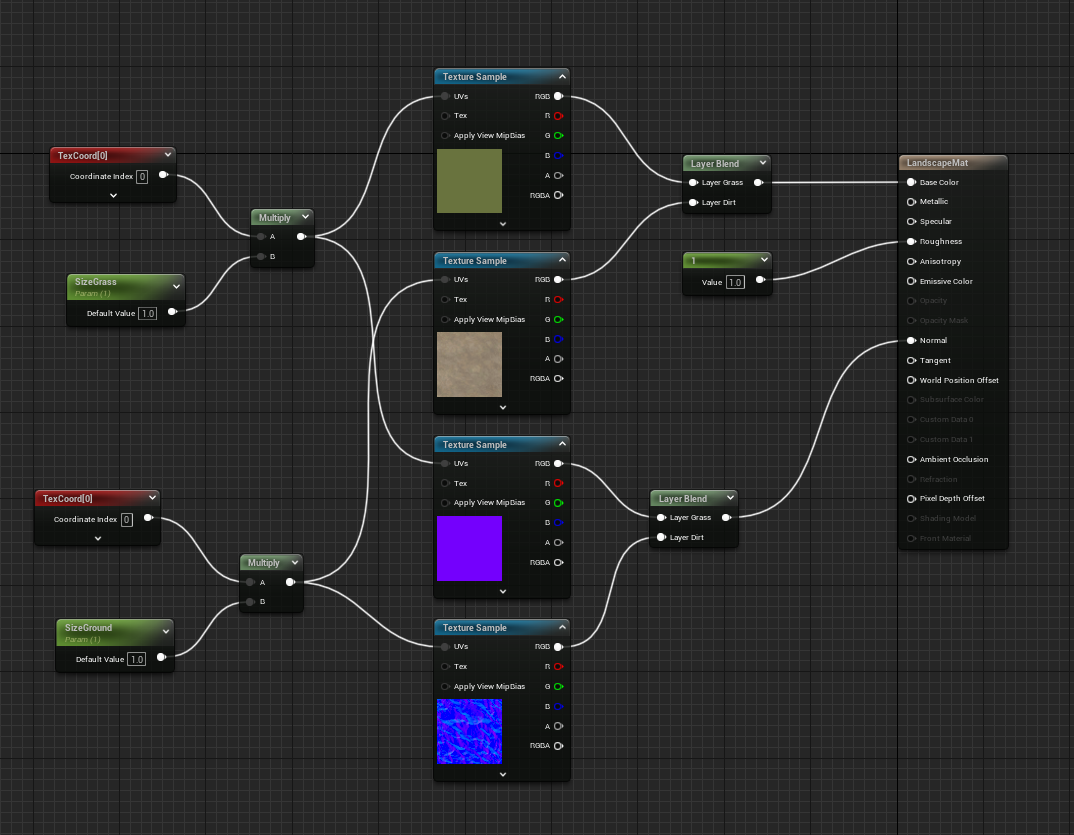 TexCoord[0]
Coordinate Index 0
SizeGrass
Param (1)
Default Value 1.0
Multiply
A
B
TexCoord[0]
Coordinate Index 0
SizeGround
Param (1)
Default Value 1.0
Multiply
A
B
Texture Sample
UVs RGB
Tex R
Apply View MipBias G
B
A
RGBA
Texture Sample
UVs RGB
Tex R
Apply View MipBias G
B
A
RGBA
Texture Sample
UVs RGB
Tex R
Apply View MipBias G
B
A
RGBA
Texture Sample
UVs RGB
Tex R
Apply View MipBias G
B
A
RGBA
Layer Blend
Layer Grass
Layer Dirt
1
Value 1.0
Layer Blend
Layer Grass
Layer Dirt
LandscapeMat
Base Color
Metallic
Specular
Roughness
Anisotropy
Emissive Color
Opacity
Opacity Mask
Normal
Tangent
World Position Offset
Subsurface Color
Custom Data 0
Custom Data 1
Ambient Occlusion
Refraction
Pixel Depth Offset
Shading Model
Front Material